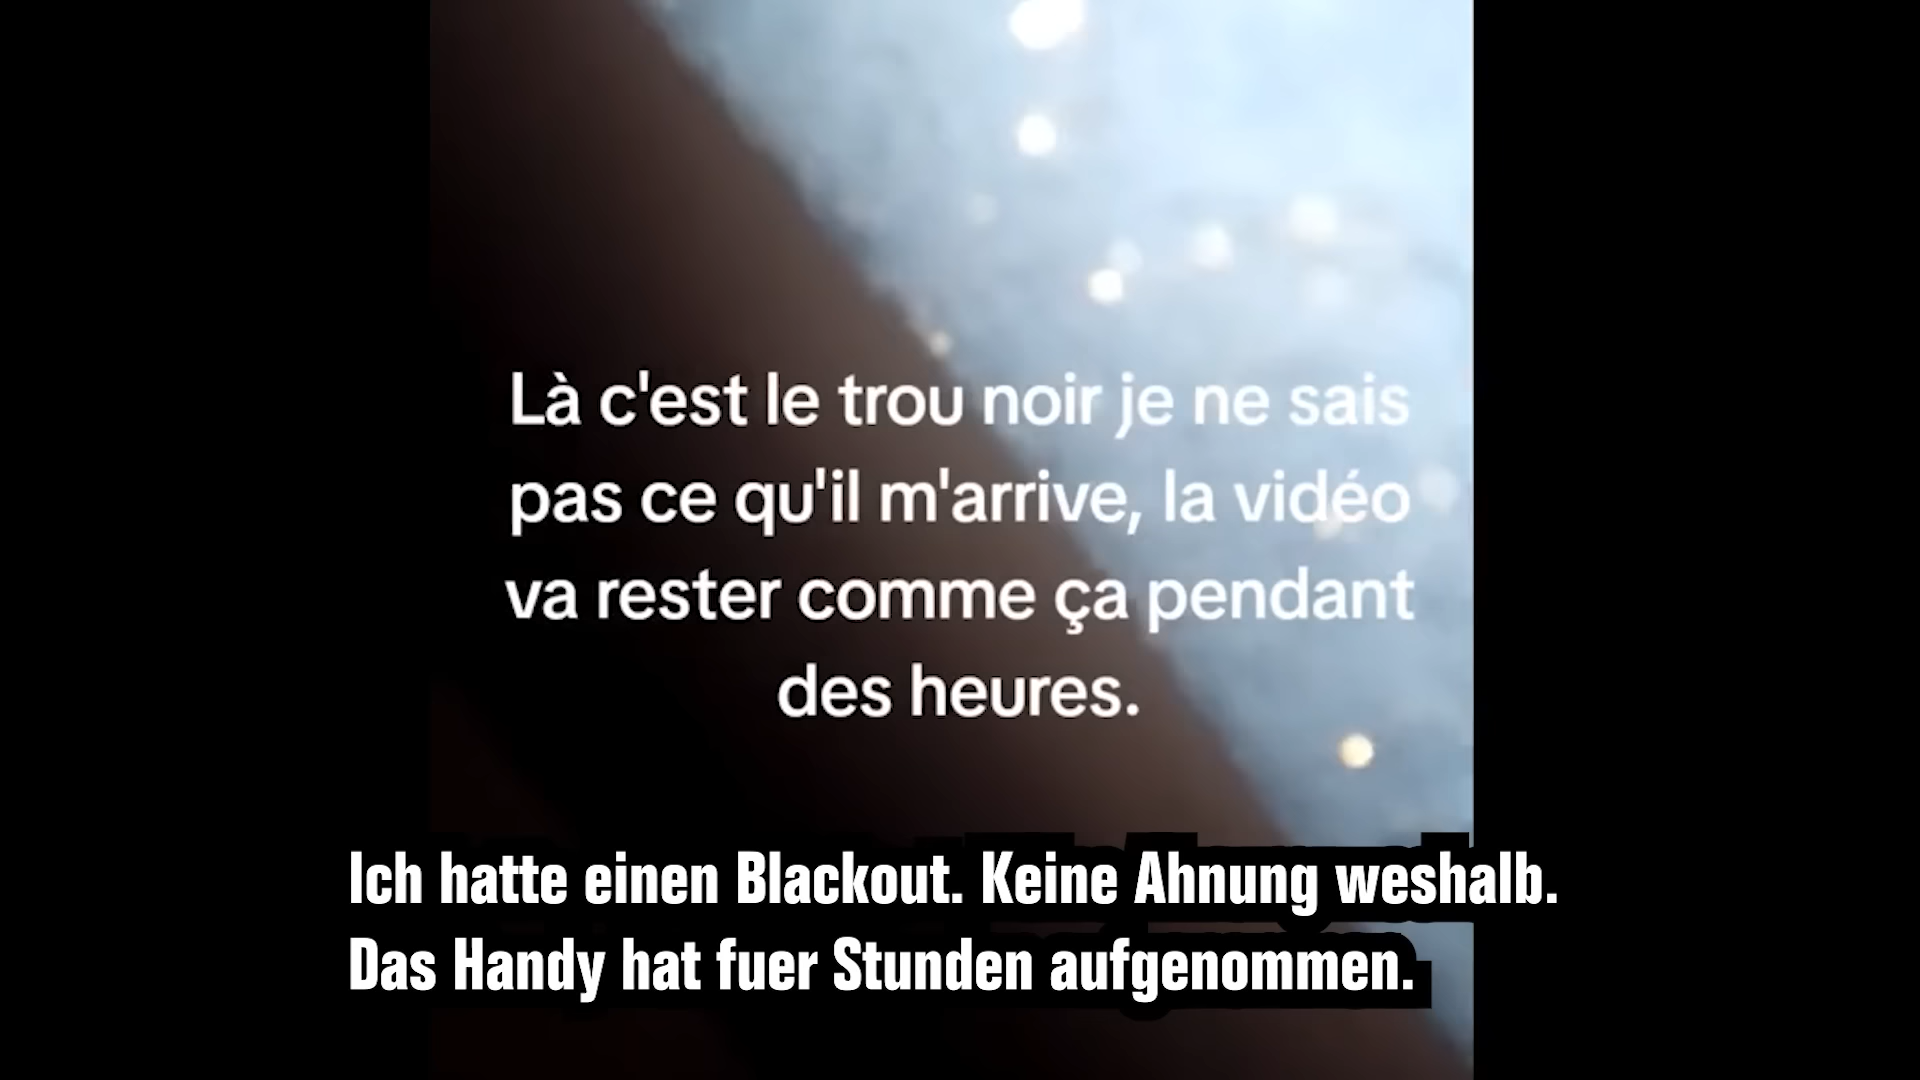 Là c'est le trou noir je ne sais
pas ce qu'il m'arrive, la vidéo
va rester comme ça pendant
des heures.
Ich hatte einen Blackout. Keine Ahnung weshalb.
Das Handy hat fuer Stunden aufgenommen.